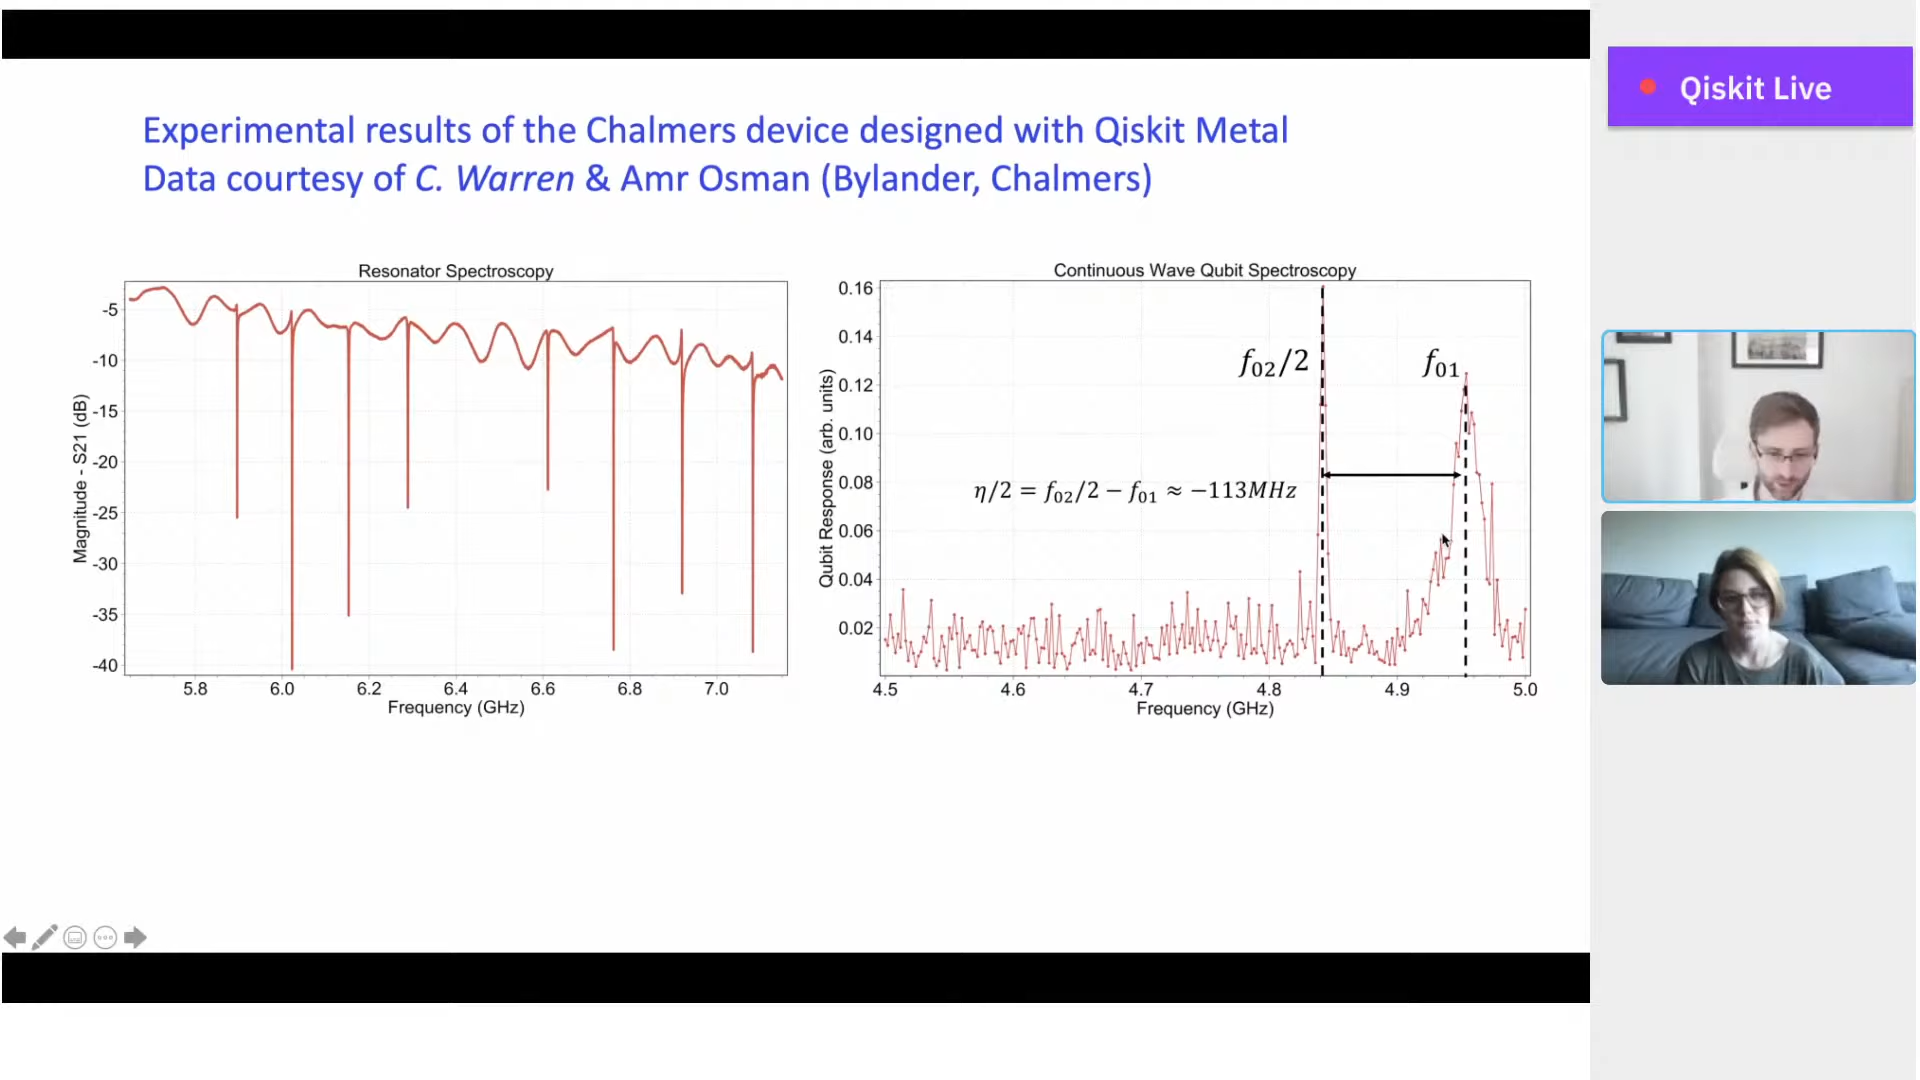 Experimental results of the Chalmers device designed with Qiskit Metal
Data courtesy of C. Warren & Amr Osman (Bylander, Chalmers)
Qiskit Live
Resonator Spectroscopy
Magnitude - S21 (dB)
-5
-10
-15
-20
-25
-30
-35
-40
5.8 6.0 6.2 6.4 6.6 6.8 7.0
Frequency (GHz)
Continuous Wave Qubit Spectroscopy
Qubit Response (arb. units)
0.16
0.14
0.12
0.10
0.08
0.06
0.04
0.02
f₀₂/2
f₀₁
η/2 = f₀₂/2 − f₀₁ ≈ −113MHz
4.5 4.6 4.7 4.8 4.9 5.0
Frequency (GHz)